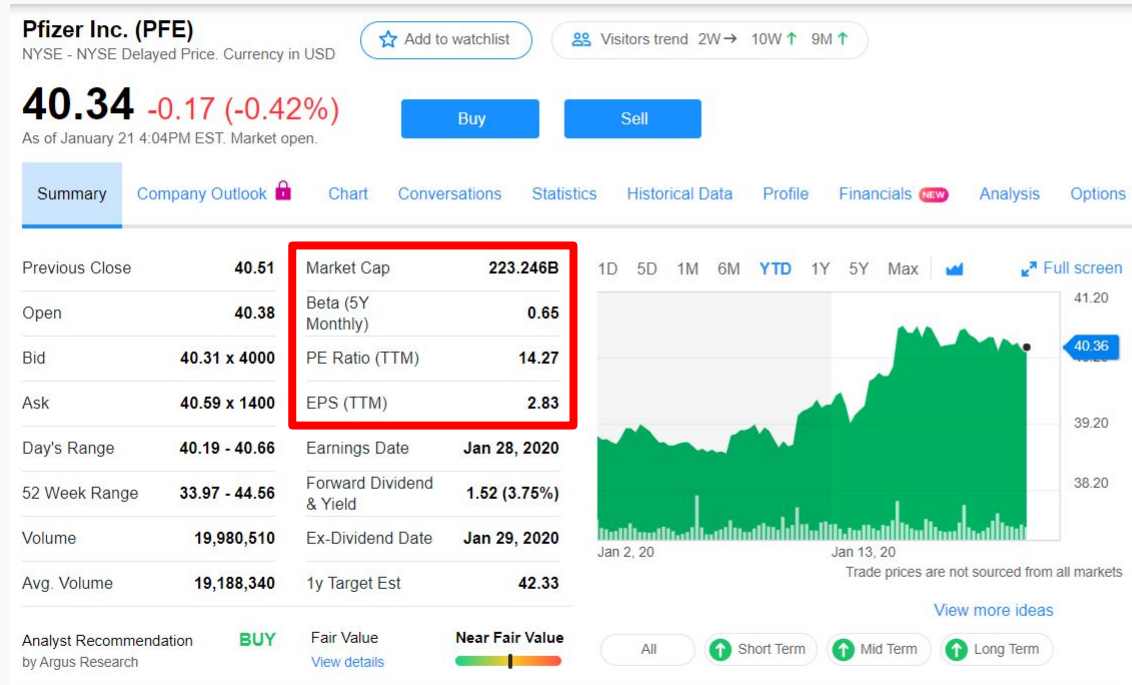 Pfizer Inc. (PFE)
NYSE - NYSE Delayed Price. Currency in USD
Add to watchlist
Visitors trend 2W→ 10W↑ 9M↑
40.34 -0.17 (-0.42%)
As of January 21 4:04PM EST. Market open.
Buy
Sell
Summary
Company Outlook
Chart
Conversations
Statistics
Historical Data
Profile
Financials NEW
Analysis
Options
Previous Close 40.51
Open 40.38
Bid 40.31 x 4000
Ask 40.59 x 1400
Day's Range 40.19 - 40.66
52 Week Range 33.97 - 44.56
Volume 19,980,510
Avg. Volume 19,188,340
Market Cap 223.246B
Beta (5Y
Monthly) 0.65
PE Ratio (TTM) 14.27
EPS (TTM) 2.83
Earnings Date Jan 28, 2020
Forward Dividend
& Yield 1.52 (3.75%)
Ex-Dividend Date Jan 29, 2020
1y Target Est 42.33
1D 5D 1M 6M YTD 1Y 5Y Max
Full screen
41.20
40.36
39.20
38.20
Jan 2, 20
Jan 13, 20
Trade prices are not sourced from all markets
View more ideas
Analyst Recommendation BUY
by Argus Research
Fair Value Near Fair Value
View details
All
Short Term
Mid Term
Long Term